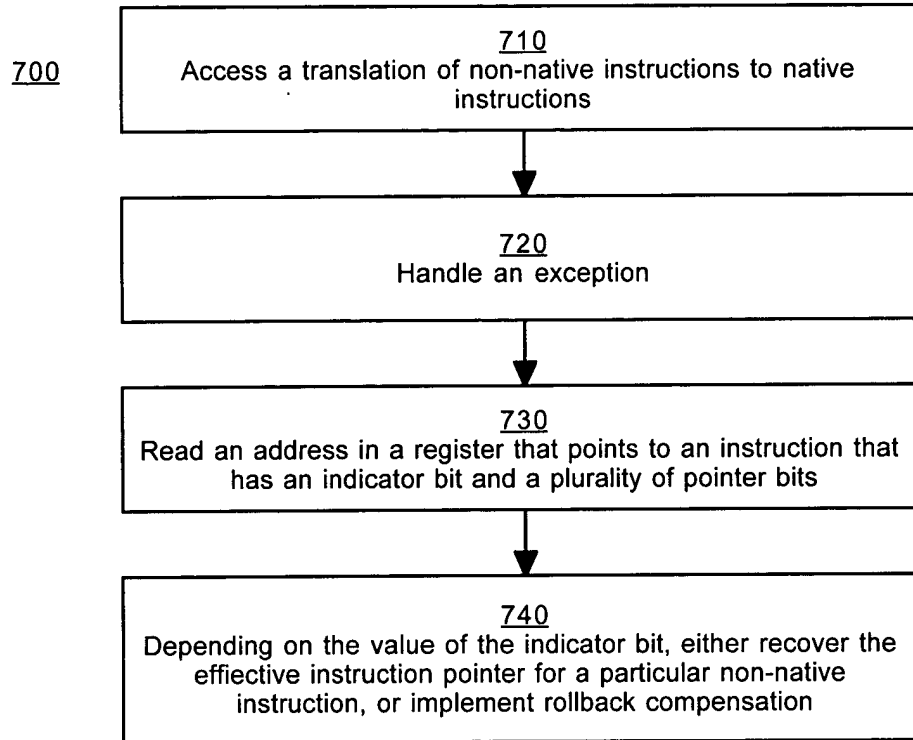 700
710
Access a translation of non-native instructions to native
instructions
720
Handle an exception
730
Read an address in a register that points to an instruction that
has an indicator bit and a plurality of pointer bits
740
Depending on the value of the indicator bit, either recover the
effiective instruction pointer for a particular non-native
instruction, or implement rollback compensation